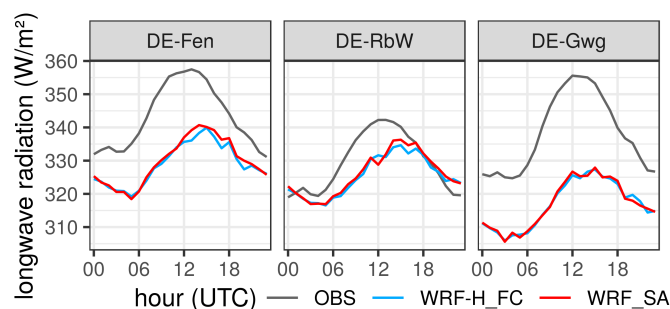 DE-Fen DE-RbW DE-Gwg
longwave radiation (W/m²)
360
350
340
330
320
310
00 06 12 18 00 06 12 18 00 06 12 18
hour (UTC) OBS WRF-H_FC WRF_SA